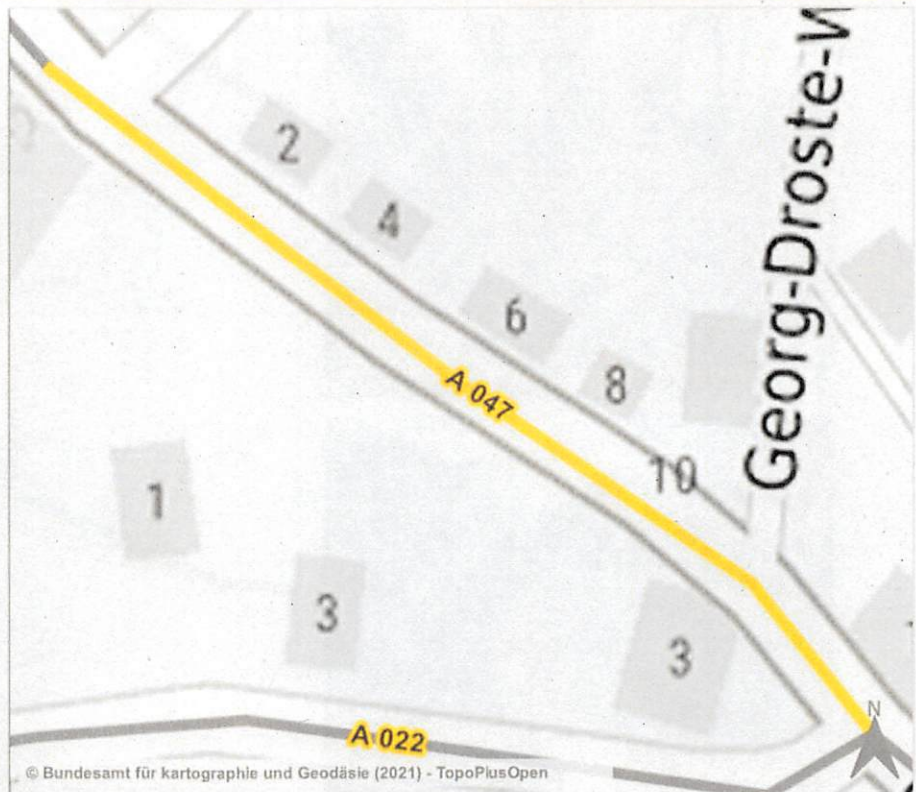 2
4
6
8
10
Georg-Droste-
A 047
1
3
3
N
A 022
© Bundesamt für kartographie und Geodäsie (2021) - TopoPlusOpen